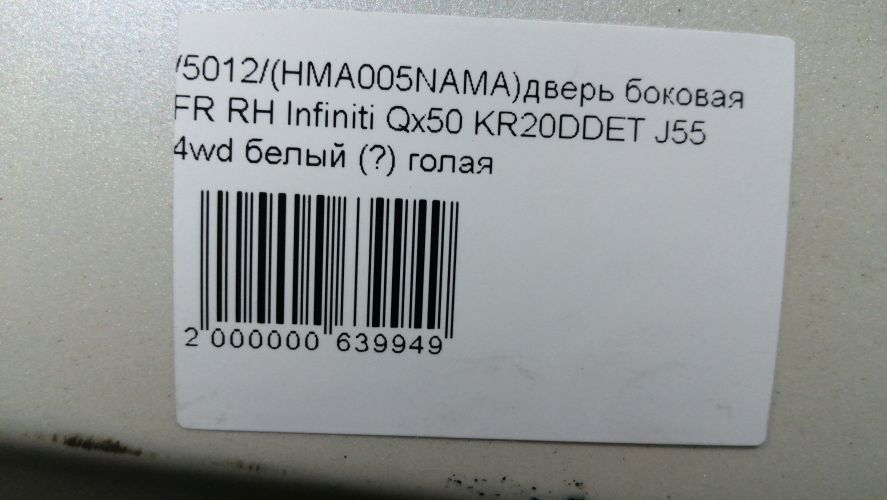 /5012/(HMA005NAMA)дверь боковая
FR RH Infiniti Qx50 KR20DDET J55
4wd белый (?) голая
2 000000 639949